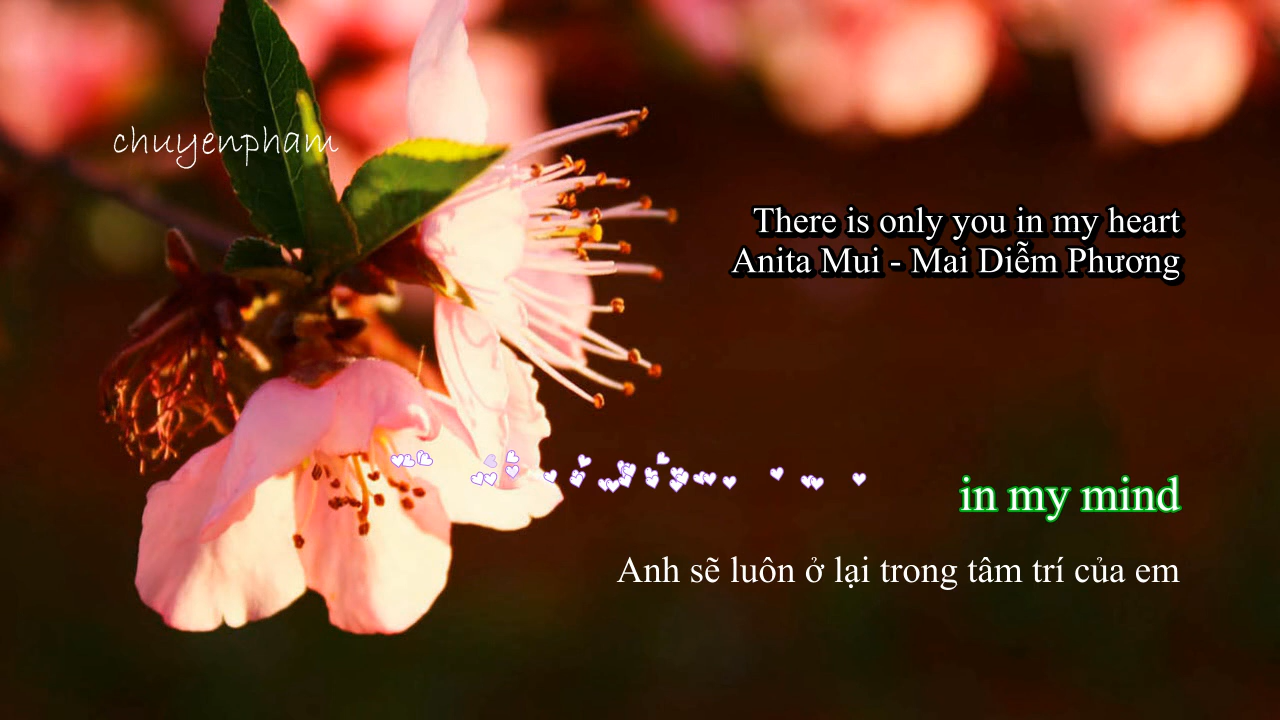 chuyenpham
There is only you in my heart
Anita Mui - Mai Diễm Phương
in my mind
Anh sẽ luôn ở lại trong tâm trí của em